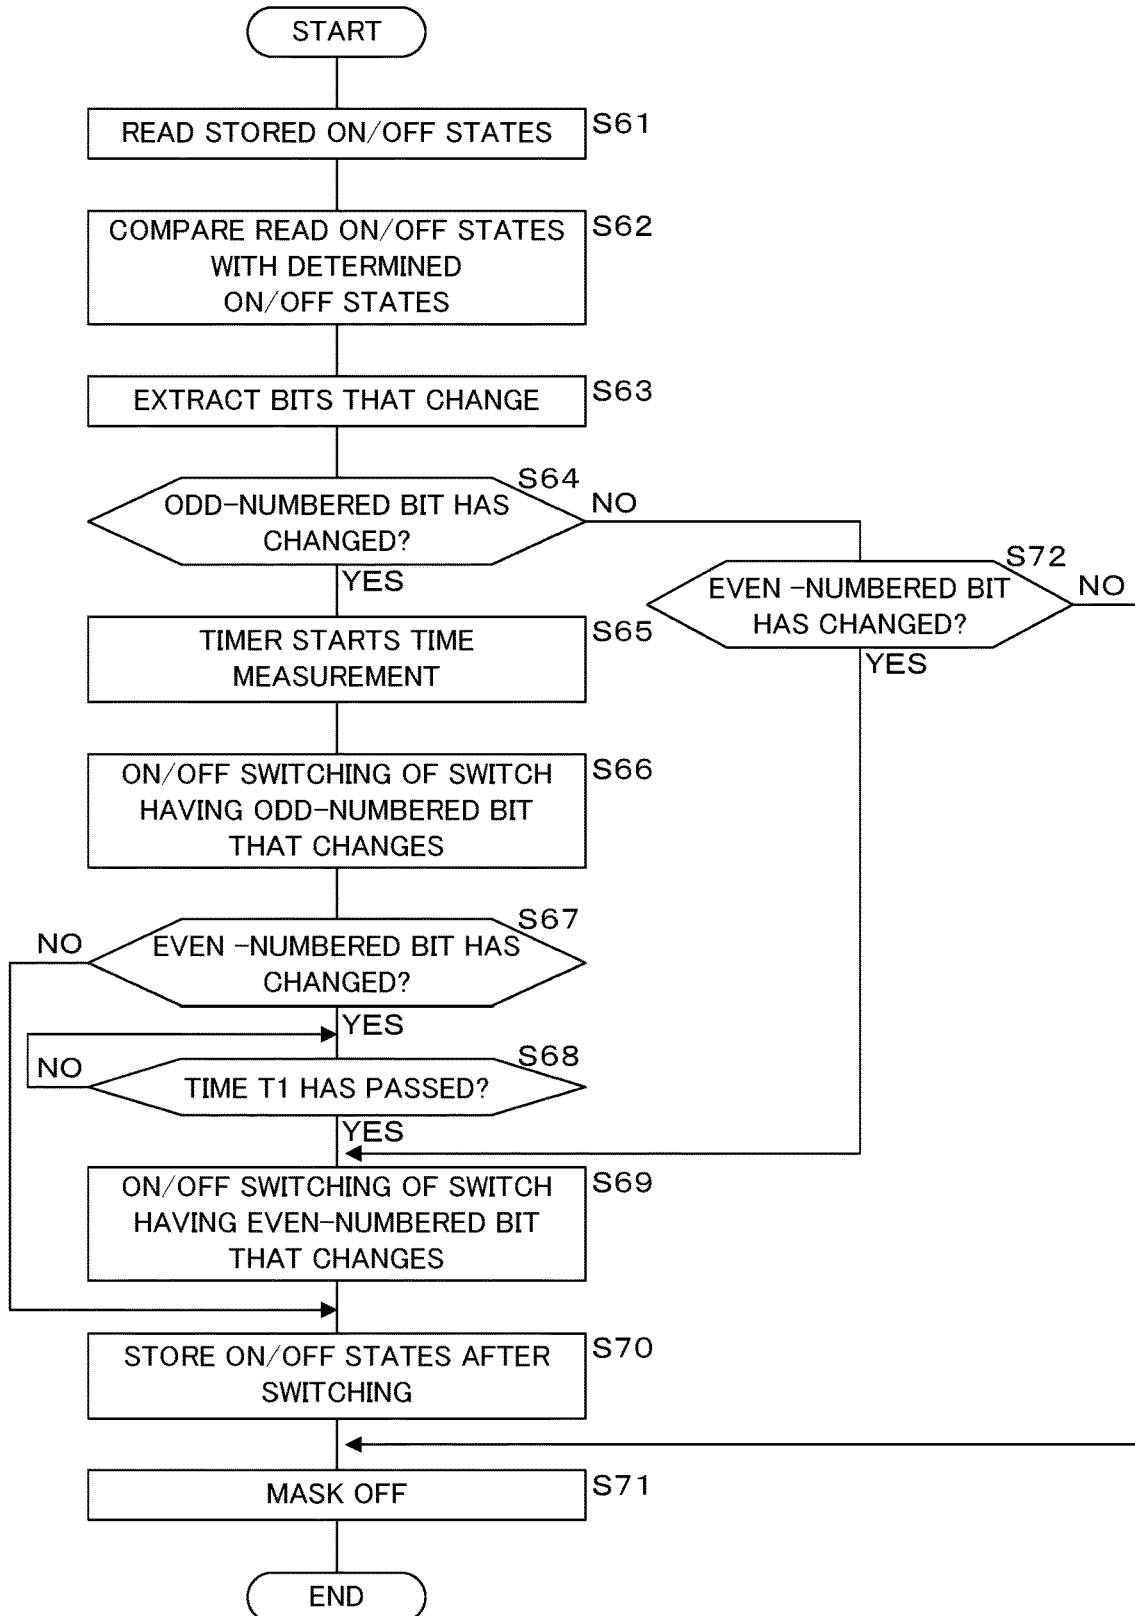 START
READ STORED ON/OFF STATES
S61
COMPARE READ ON/OFF STATES
WITH DETERMINED
ON/OFF STATES
S62
EXTRACT BITS THAT CHANGE
S63
S64
ODD-NUMBERED BIT HAS
CHANGED?
NO
YES
S72
EVEN -NUMBERED BIT
HAS CHANGED?
NO
YES
TIMER STARTS TIME
MEASUREMENT
S65
ON/OFF SWITCHING OF SWITCH
HAVING ODD-NUMBERED BIT
THAT CHANGES
S66
S67
NO
EVEN -NUMBERED BIT HAS
CHANGED?
YES
S68
NO
TIME T1 HAS PASSED?
YES
ON/OFF SWITCHING OF SWITCH
HAVING EVEN-NUMBERED BIT
THAT CHANGES
S69
STORE ON/OFF STATES AFTER
SWITCHING
S70
MASK OFF
S71
END